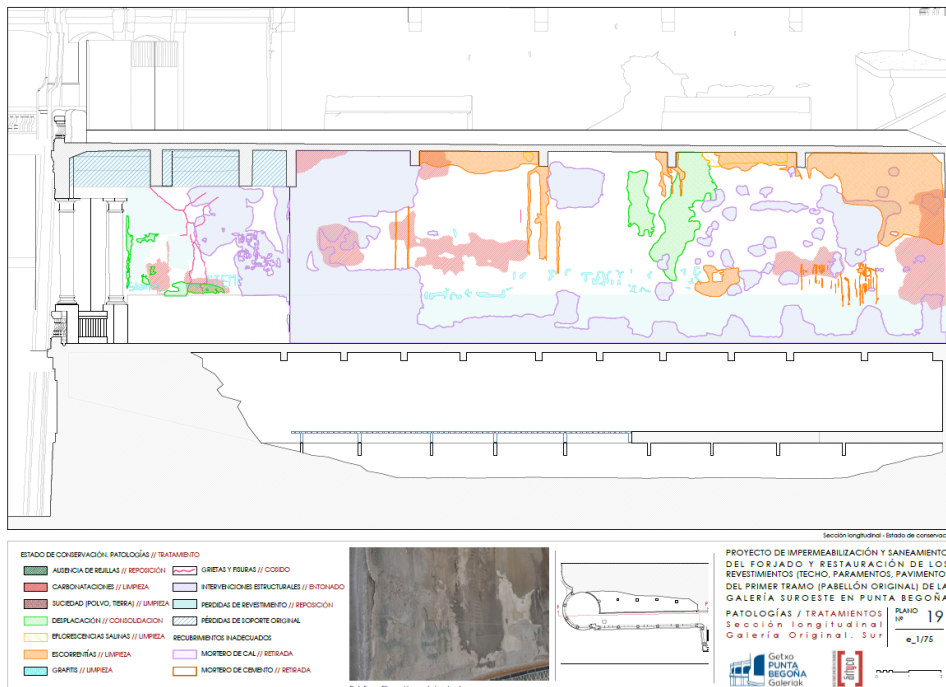 Sección longitudinal - Estado de conservac
ESTADO DE CONSERVACIÓN. PATOLOGÍAS // TRATAMIENTO
AUSENCIA DE REJILLAS // REPOSICIÓN
CARBONATACIONES // LIMPIEZA
SUCIEDAD (POLVO, TIERRA) // LIMPIEZA
DESPLACACIÓN // CONSOLIDACION
EFLORESCENCIAS SALINAS // LIMPIEZA
ESCORRENTÍAS // LIMPIEZA
GRAFITIS // LIMPIEZA
GRIETAS Y FISURAS // COSIDO
INTERVENCIONES ESTRUCTURALES // ENTONADO
PERDIDAS DE REVESTIMIENTO // REPOSICIÓN
PÉRDIDAS DE SOPORTE ORIGINAL
RECUBRIMIENTOS INADECUADOS
MORTERO DE CAL // RETIRADA
MORTERO DE CEMENTO // RETIRADA
PROYECTO DE IMPERMEABILIZACIÓN Y SANEAMIENTO
DEL FORJADO Y RESTAURACIÓN DE LOS
REVESTIMIENTOS (TECHO, PARAMENTOS, PAVIMENTO)
DEL PRIMER TRAMO (PABELLÓN ORIGINAL) DE LA
GALERÍA SUROESTE EN PUNTA BEGOÑA
PATOLOGÍAS / TRATAMIENTOS
Sección longitudinal
Galería Original. Sur
PLANO
Nº 19
e_1/75
Getxo
PUNTA
BEGOÑA
Galeriak